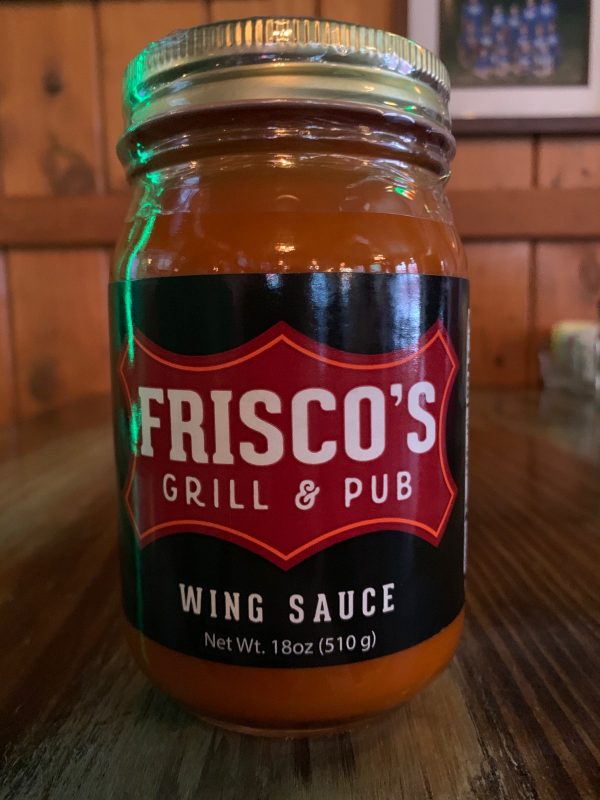 FRISCO'S
GRILL & PUB
WING SAUCE
Net Wt. 18oz (510 g)